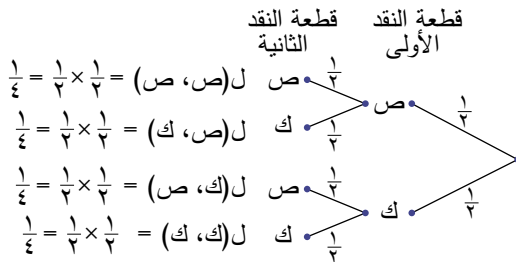 قطعة النقد الأولى
قطعة النقد الثانية
١/٢
ص
١/٢
ص
ل(ص، ص) = ١/٢ × ١/٢ = ١/٤
١/٢
ك
ل(ص، ك) = ١/٢ × ١/٢ = ١/٤
١/٢
ك
١/٢
ص
ل(ك، ص) = ١/٢ × ١/٢ = ١/٤
١/٢
ك
ل(ك، ك) = ١/٢ × ١/٢ = ١/٤